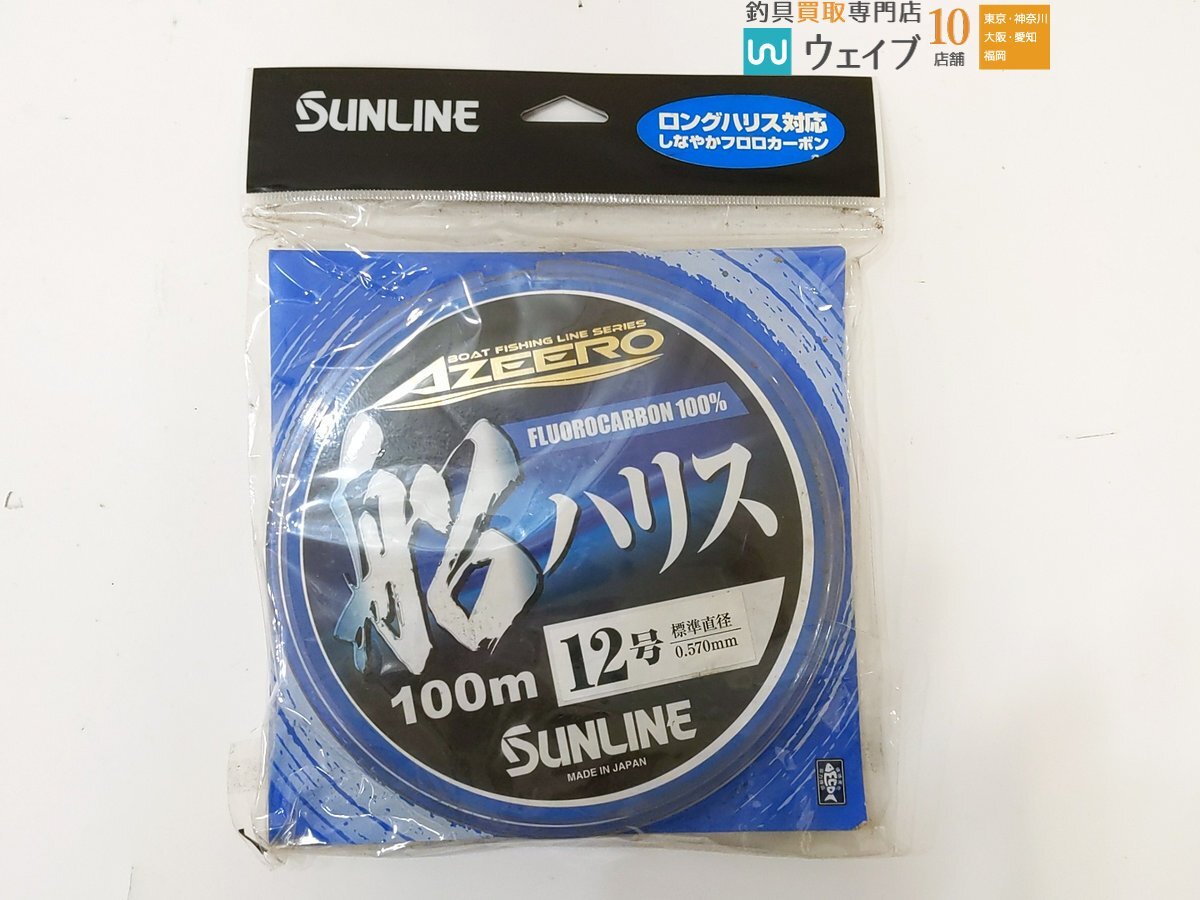 釣具買取専門店
ウェイブ
10
店舗
東京・神奈川
大阪・愛知
福岡
SUNLINE
ロングハリス対応
しなやかフロロカーボン
BOAT FISHING LINE SERIES
AZEERO
FLUOROCARBON 100%
船ハリス
12号
標準直径
0.570mm
100m
SUNLINE
MADE IN JAPAN